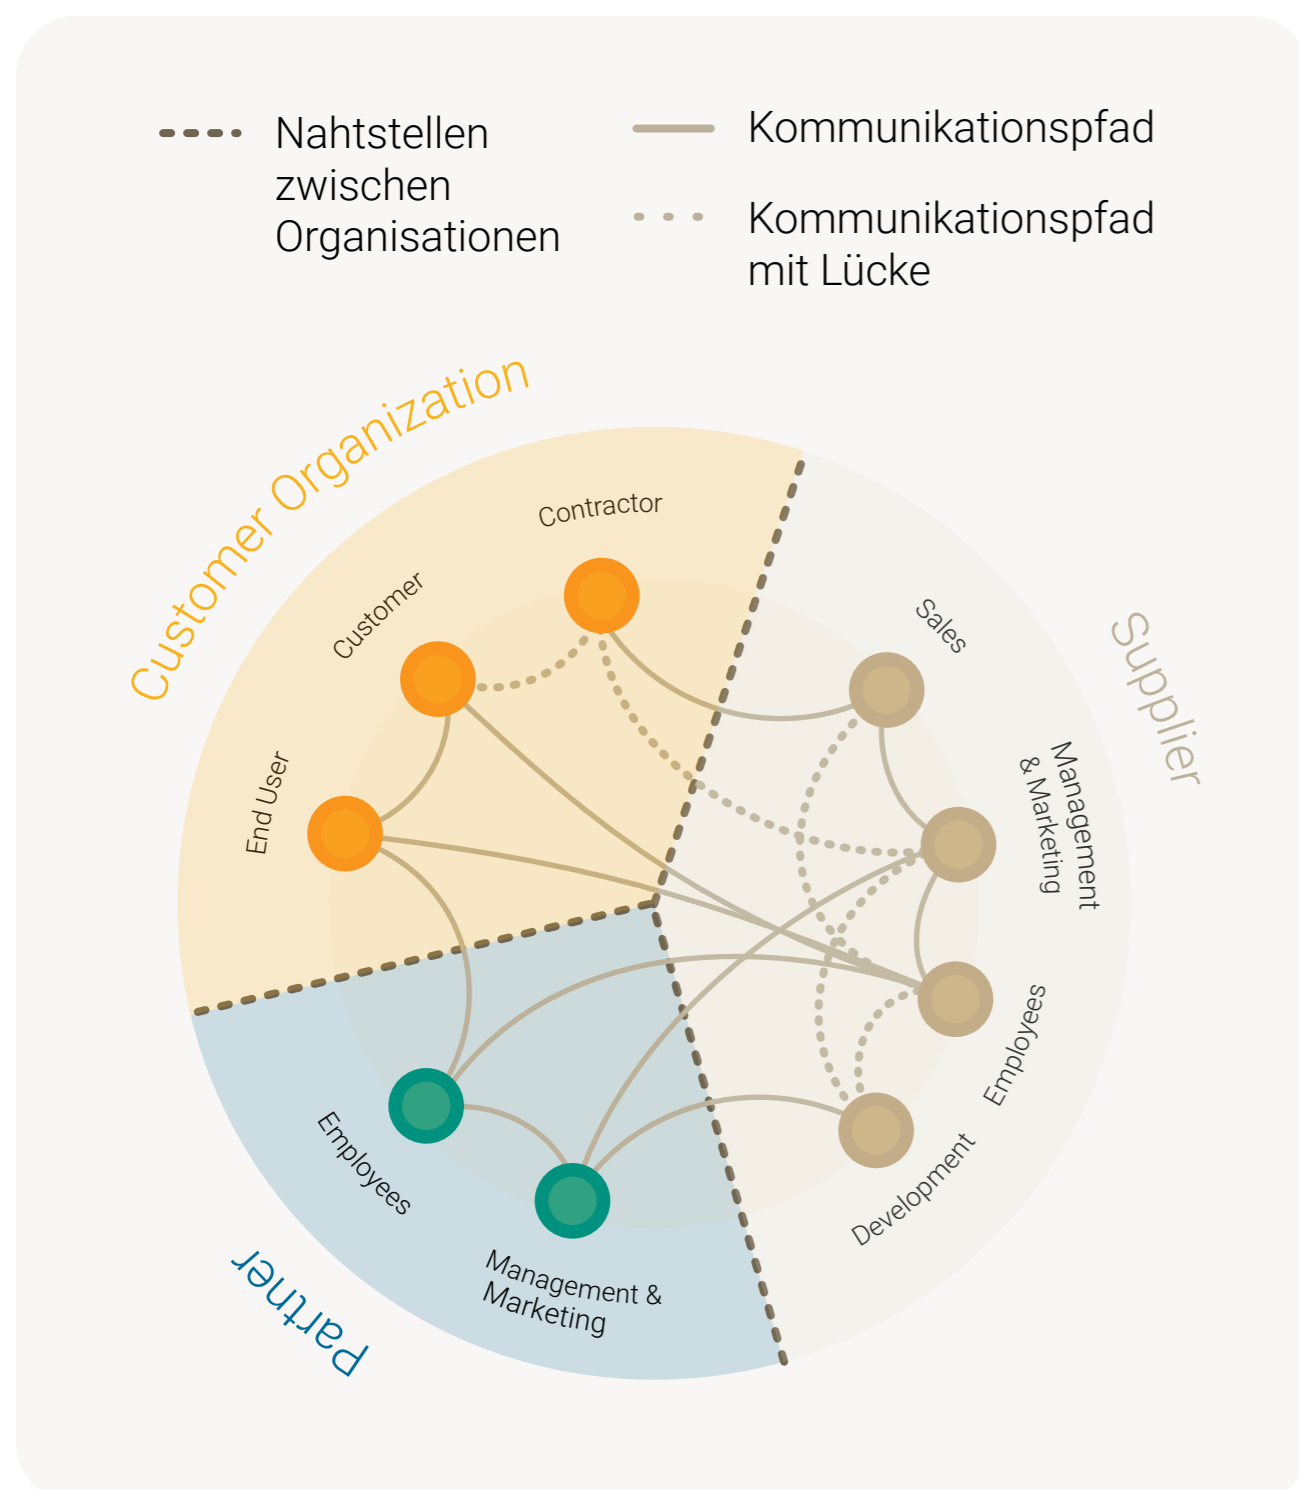 Nahtstellen
zwischen
Organisationen
Kommunikationspfad
Kommunikationspfad
mit Lücke
Customer Organization
Contractor
Customer
End User
Supplier
Sales
Management
& Marketing
Employees
Development
Partner
Employees
Management &
Marketing